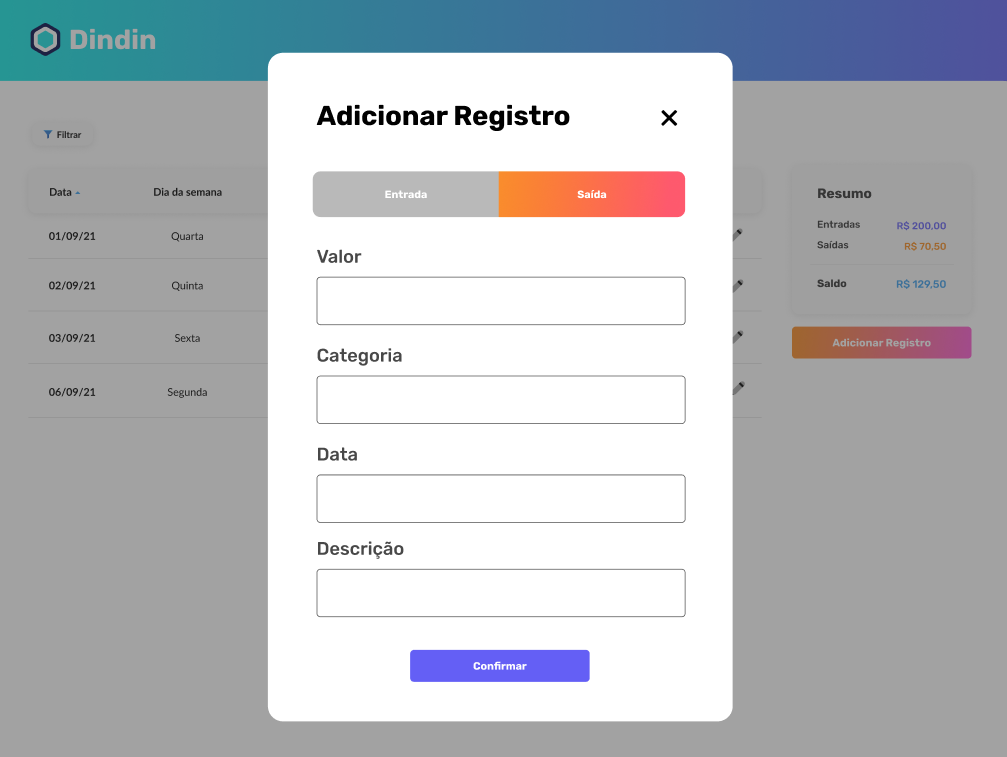 Dindin
Filtrar
Data
Dia da semana
01/09/21
Quarta
02/09/21
Quinta
03/09/21
Sexta
06/09/21
Segunda
Adicionar Registro
Entrada
Saída
Valor
Categoria
Data
Descrição
Confirmar
Resumo
Entradas R$ 200,00
Saídas R$ 70,50
Saldo R$ 129,50
Adicionar Registro